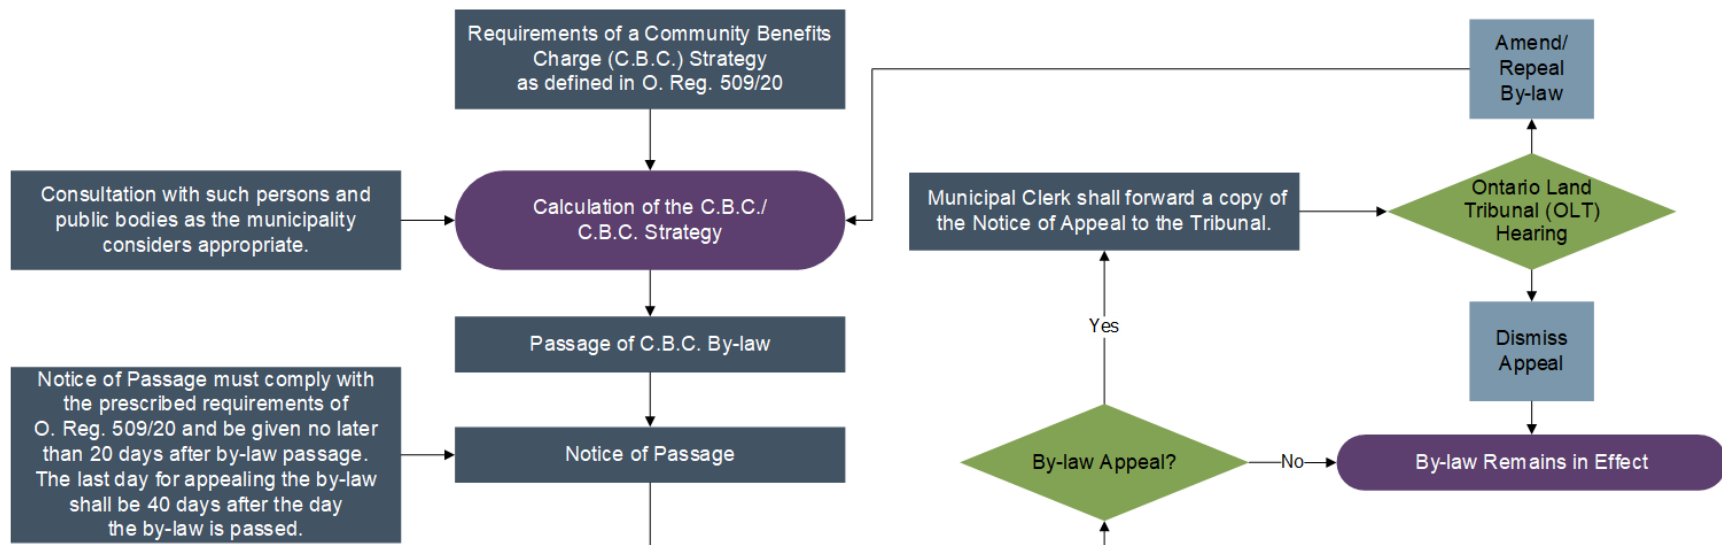 Requirements of a Community Benefits
Charge (C.B.C.) Strategy
as defined in O. Reg. 509/20
Consultation with such persons and
public bodies as the municipality
considers appropriate.
Calculation of the C.B.C./
C.B.C. Strategy
Passage of C.B.C. By-law
Notice of Passage must comply with
the prescribed requirements of
O. Reg. 509/20 and be given no later
than 20 days after by-law passage.
The last day for appealing the by-law
shall be 40 days after the day
the by-law is passed.
Notice of Passage
By-law Appeal?
Yes
No
Municipal Clerk shall forward a copy of
the Notice of Appeal to the Tribunal.
Ontario Land
Tribunal (OLT)
Hearing
Amend/
Repeal
By-law
Dismiss
Appeal
By-law Remains in Effect